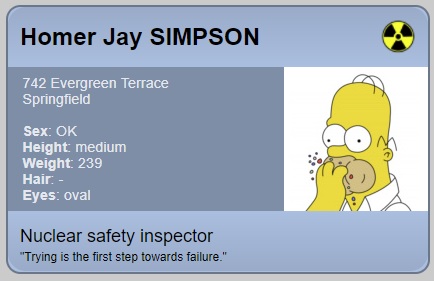 Homer Jay SIMPSON
742 Evergreen Terrace
Springfield
Sex: OK
Height: medium
Weight: 239
Hair: -
Eyes: oval
Nuclear safety inspector
"Trying is the first step towards failure."